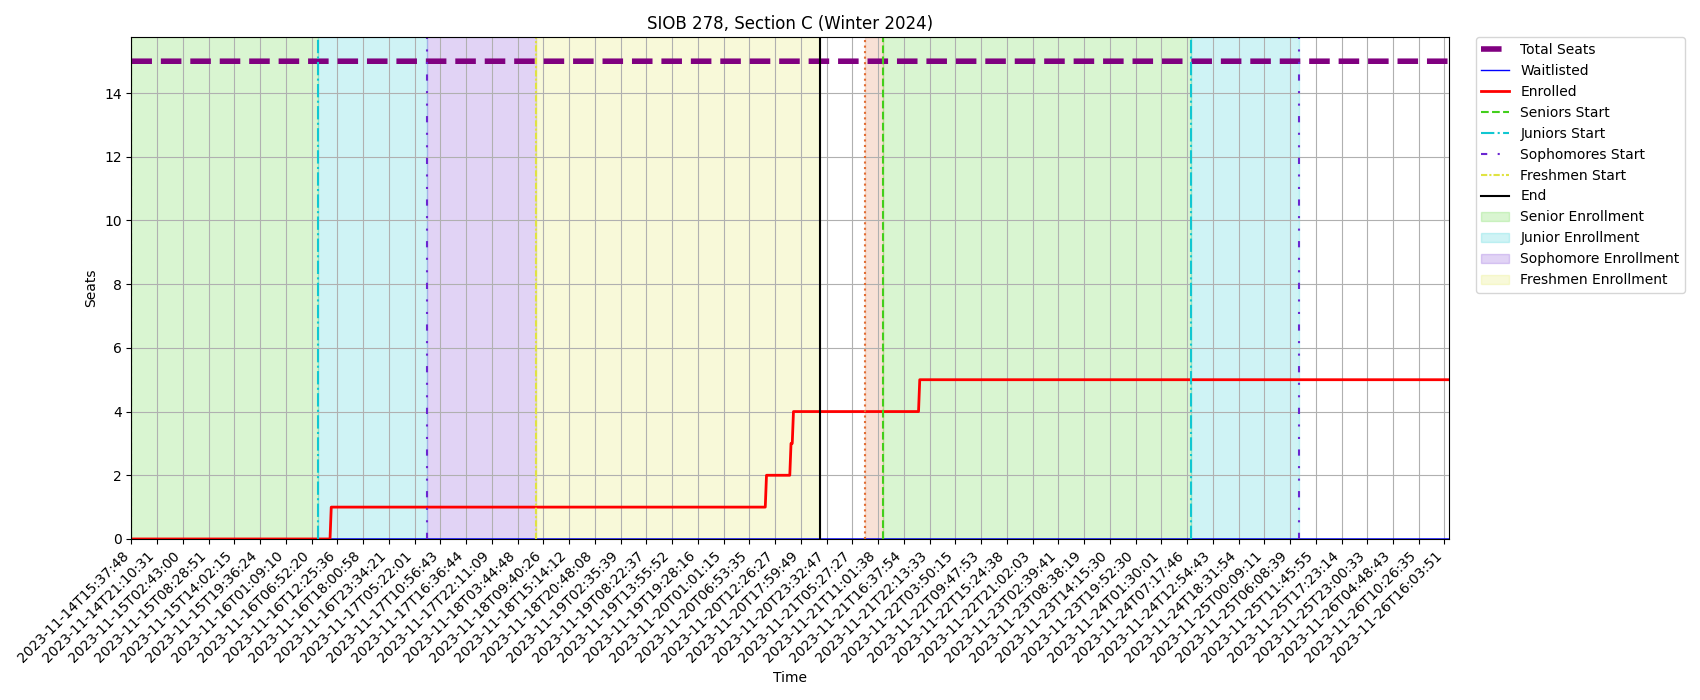 SIOB 278, Section C (Winter 2024)
Seats
14
12
10
8
6
4
2
0
2023-11-14T15:37:48
2023-11-14T21:10:31
2023-11-15T02:43:00
2023-11-15T08:28:51
2023-11-15T14:02:15
2023-11-15T19:36:24
2023-11-16T01:09:10
2023-11-16T06:52:20
2023-11-16T12:25:36
2023-11-16T18:00:58
2023-11-16T23:34:21
2023-11-17T05:22:01
2023-11-17T10:56:43
2023-11-17T16:36:44
2023-11-17T22:11:09
2023-11-18T03:44:48
2023-11-18T09:40:26
2023-11-18T15:14:12
2023-11-18T20:48:08
2023-11-19T02:35:39
2023-11-19T08:22:37
2023-11-19T13:55:52
2023-11-19T19:28:16
2023-11-20T01:01:15
2023-11-20T06:53:35
2023-11-20T12:26:27
2023-11-20T17:59:49
2023-11-20T23:32:47
2023-11-21T05:27:27
2023-11-21T11:01:38
2023-11-21T16:37:54
2023-11-21T22:13:33
2023-11-22T03:50:15
2023-11-22T09:47:53
2023-11-22T15:24:38
2023-11-22T21:02:03
2023-11-23T02:39:41
2023-11-23T08:38:19
2023-11-23T14:15:30
2023-11-23T19:52:30
2023-11-24T01:30:01
2023-11-24T07:17:46
2023-11-24T12:54:43
2023-11-24T18:31:54
2023-11-25T00:09:11
2023-11-25T06:08:39
2023-11-25T11:45:55
2023-11-25T17:23:14
2023-11-25T23:00:33
2023-11-26T04:48:43
2023-11-26T10:26:35
2023-11-26T16:03:51
Time
Total Seats
Waitlisted
Enrolled
Seniors Start
Juniors Start
Sophomores Start
Freshmen Start
End
Senior Enrollment
Junior Enrollment
Sophomore Enrollment
Freshmen Enrollment